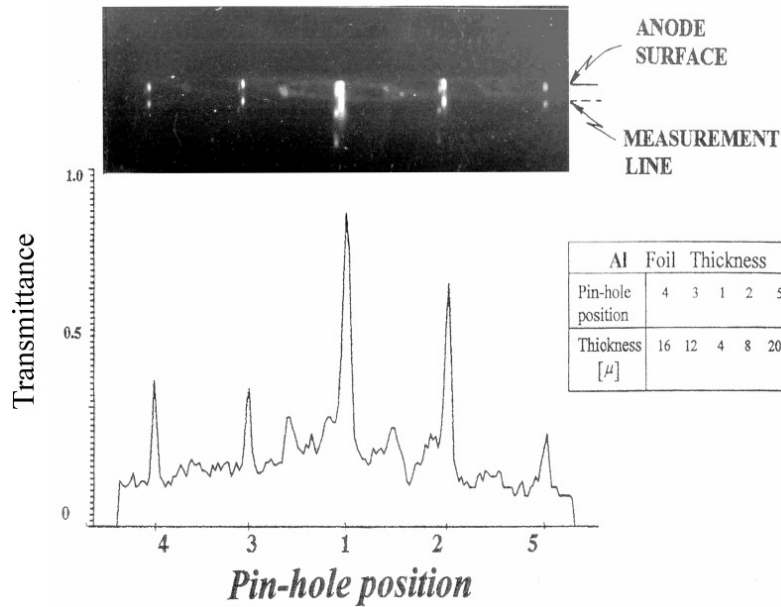 ANODE
SURFACE
MEASUREMENT
LINE
1.0
0.5
0
Transmittance
4 3 1 2 5
Pin-hole position
Al Foil Thickness
Pin-hole position 4 3 1 2 5
Thickness [μ] 16 12 4 8 20